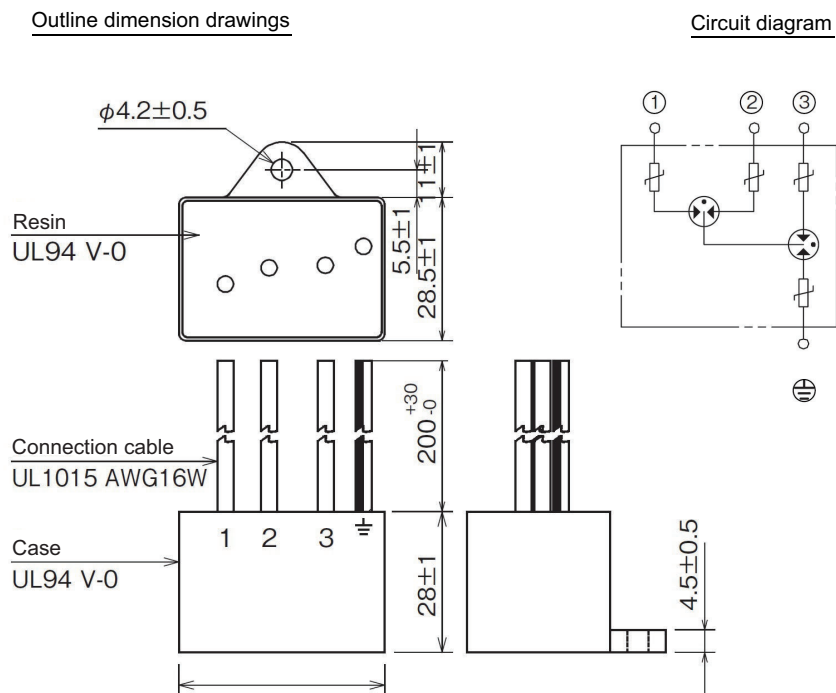 Outline dimension drawings
Circuit diagram
φ4.2±0.5
① ② ③
11±1
Resin
UL94 V-0
5.5±1
28.5±1
200 +30 -0
Connection cable
UL1015 AWG16W
1 2 3
Case
UL94 V-0
28±1
4.5±0.5